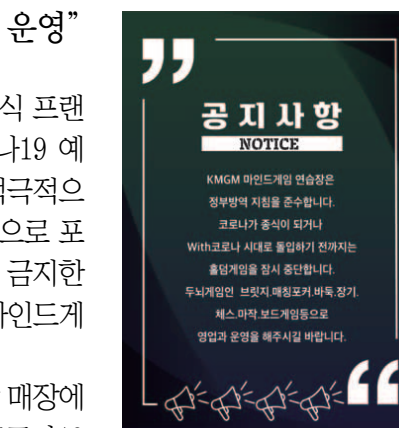 운영”
식 프랜
나19 예
적극적으
으로 포
금지한
마인드게
매장에
공지사항
NOTICE
KMGM 마인드게임 연습장은
정부방역 지침을 준수합니다.
코로나가 종식이 되거나
With코로나 시대로 돌입하기 전까지는
홀덤게임을 잠시 중단합니다.
두뇌게임인 브릿지.매칭포커.바둑.장기.
체스.마작.보드게임등으로
영업과 운영을 해주시길 바랍니다.